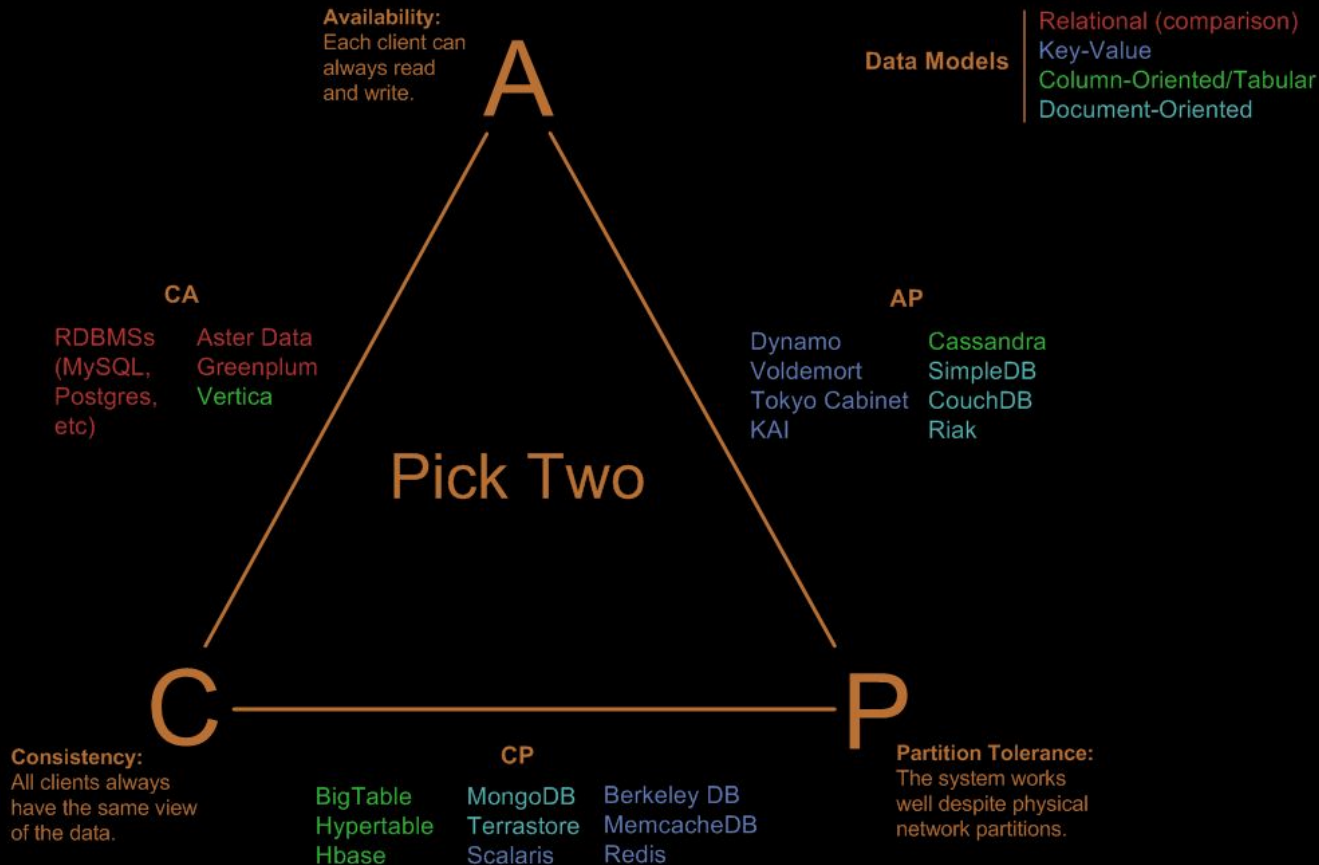 Availability:
Each client can
always read
and write.
A
Data Models
Relational (comparison)
Key-Value
Column-Oriented/Tabular
Document-Oriented
CA
RDBMSs
(MySQL,
Postgres,
etc)
Aster Data
Greenplum
Vertica
AP
Dynamo
Voldemort
Tokyo Cabinet
KAI
Cassandra
SimpleDB
CouchDB
Riak
Pick Two
C
Consistency:
All clients always
have the same view
of the data.
CP
BigTable
Hypertable
Hbase
MongoDB
Terrastore
Scalaris
Berkeley DB
MemcacheDB
Redis
P
Partition Tolerance:
The system works
well despite physical
network partitions.